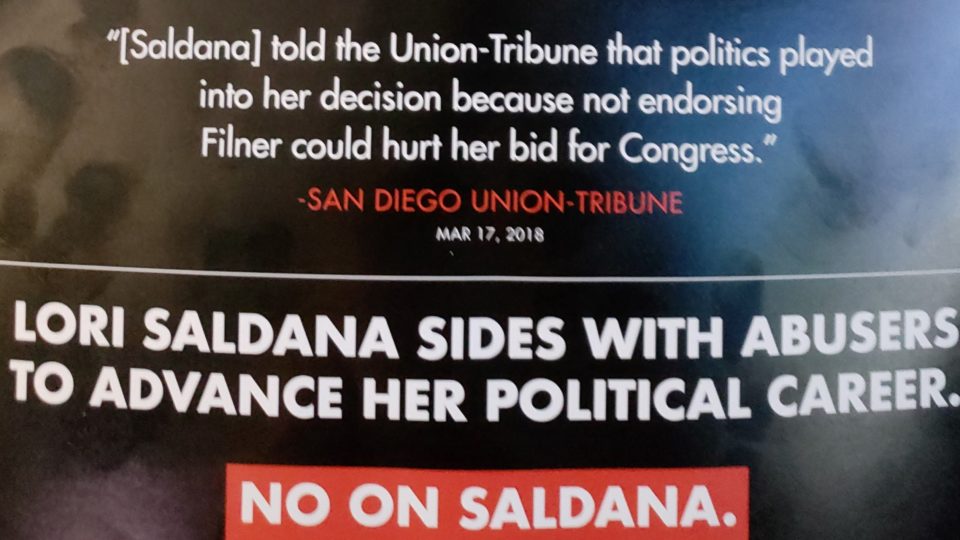 "[Saldana] told the Union-Tribune that politics played
into her decision because not endorsing
Filner could hurt her bid for Congress."
-SAN DIEGO UNION-TRIBUNE
MAR 17, 2018
LORI SALDANA SIDES WITH ABUSERS
TO ADVANCE HER POLITICAL CAREER.
NO ON SALDANA.